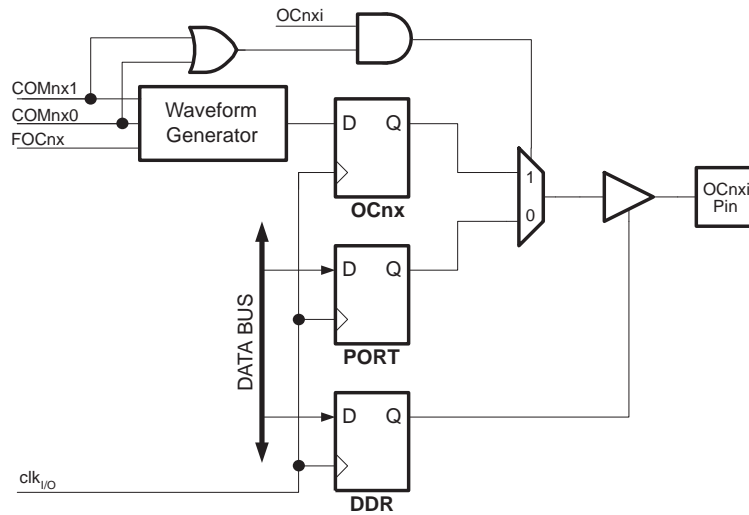 OCnxi
COMnx1
COMnx0
FOCnx
Waveform
Generator
D Q
OCnx
1
0
OCnxi
Pin
D Q
PORT
DATA BUS
D Q
DDR
clkI/O